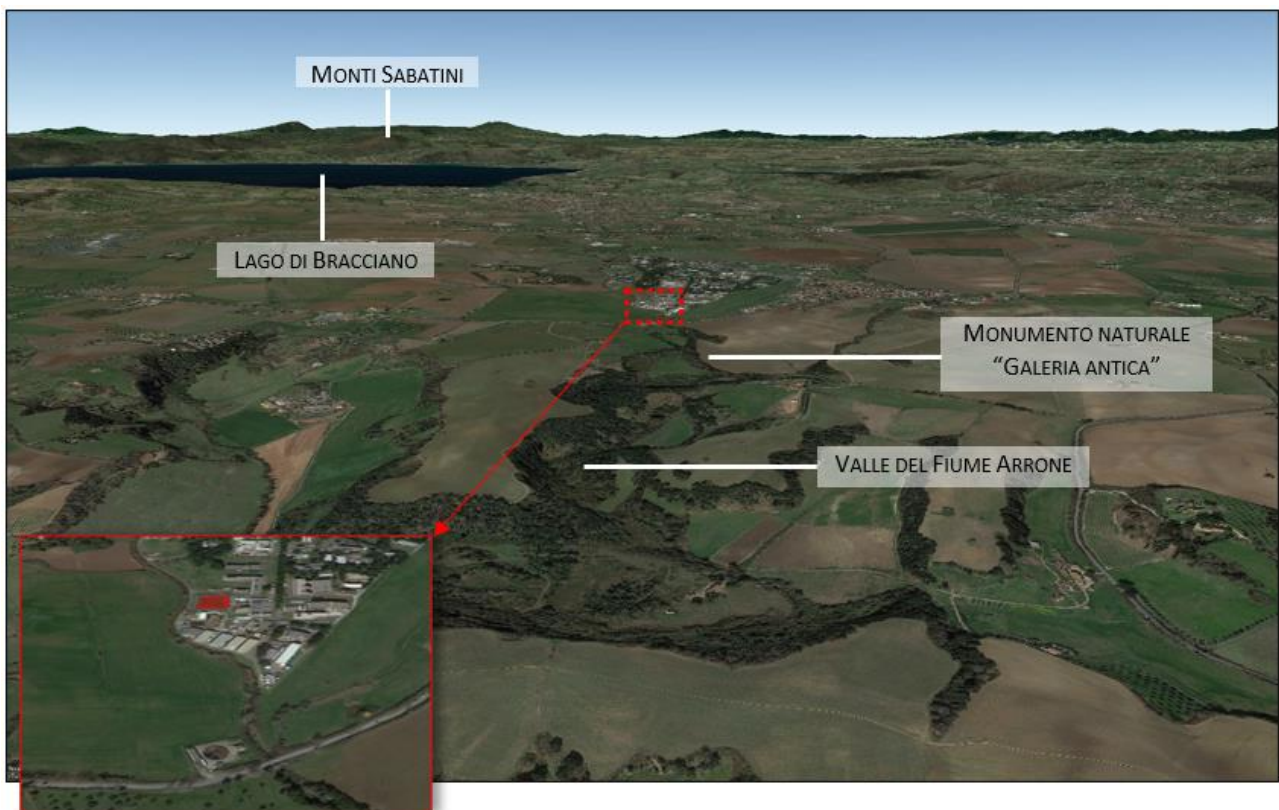 MONTI SABATINI
LAGO DI BRACCIANO
MONUMENTO NATURALE
“GALERIA ANTICA”
VALLE DEL FIUME ARRONE